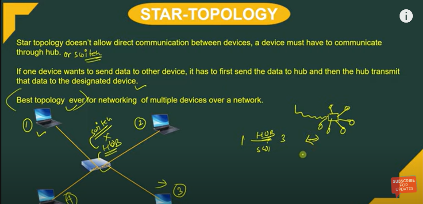 STAR-TOPOLOGY
Star topology doesn't allow direct communication between devices, a device must have to communicate
through hub. or switch
If one device wants to send data to other device, it has to first send the data to hub and then the hub transmit
that data to the designated device.
Best topology ever for networking of multiple devices over a network.
1
2
switch
HUB
1 HUB 3
SWI
3
4
SUBSCRIBE